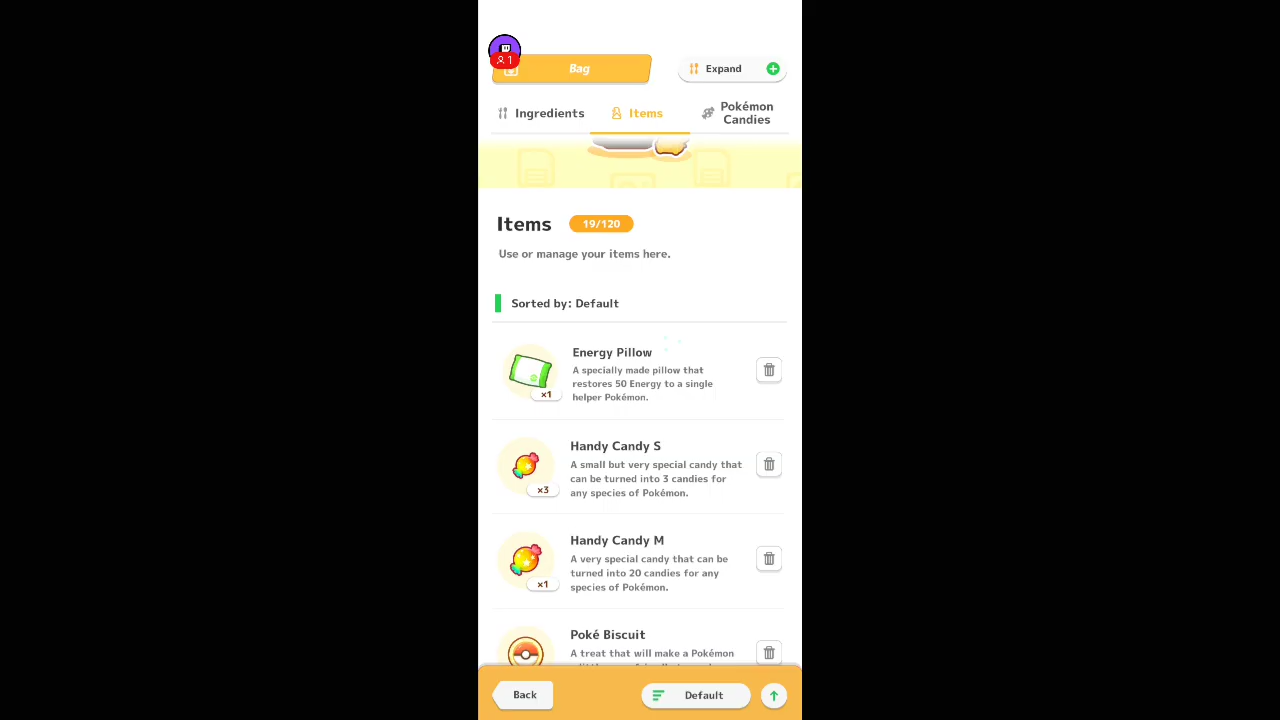 1
Bag
Expand
Ingredients
Items
Pokémon
Candies
Items
19/120
Use or manage your items here.
Sorted by: Default
Energy Pillow
A specially made pillow that
restores 50 Energy to a single
helper Pokémon.
×1
Handy Candy S
A small but very special candy that
can be turned into 3 candies for
any species of Pokémon.
×3
Handy Candy M
A very special candy that can be
turned into 20 candies for any
species of Pokémon.
×1
Poké Biscuit
A treat that will make a Pokémon
Back
Default